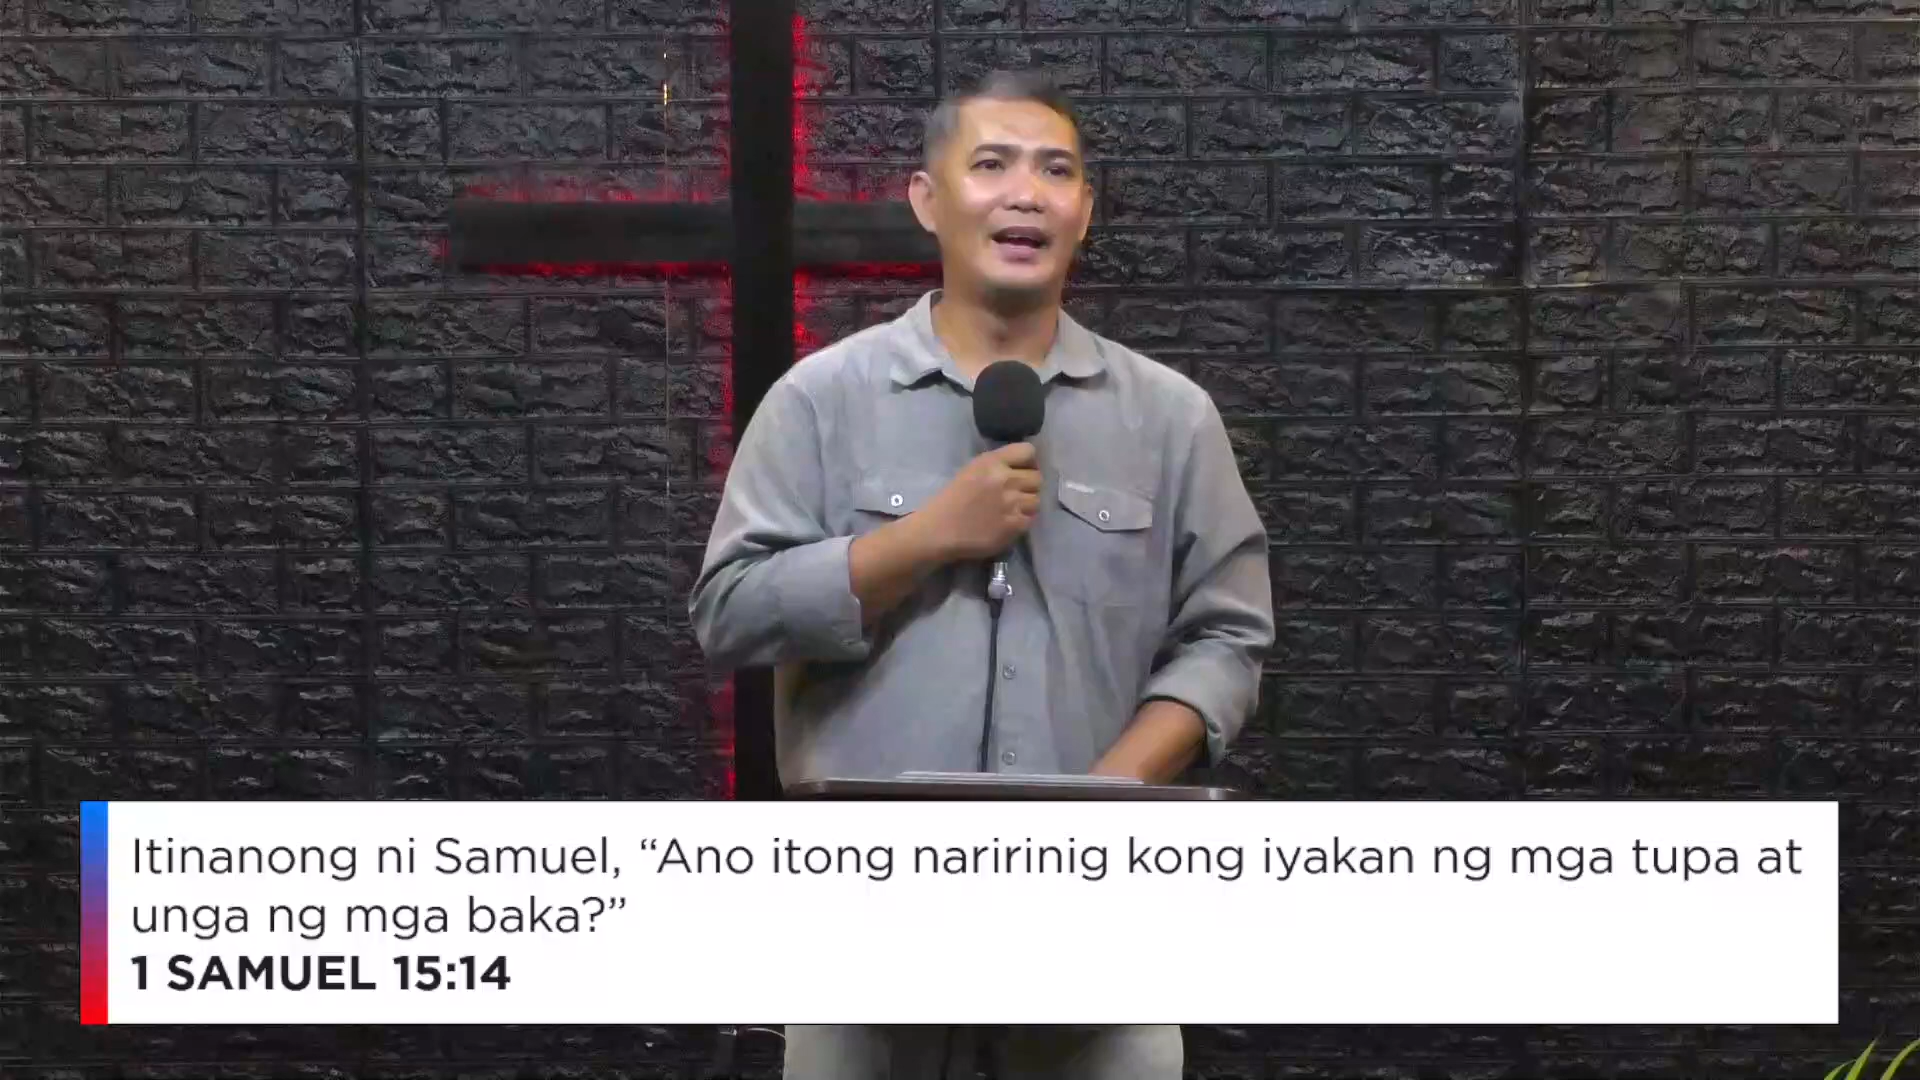 Itinanong ni Samuel, “Ano itong naririnig kong iyakan ng mga tupa at
unga ng mga baka?”
1 SAMUEL 15:14